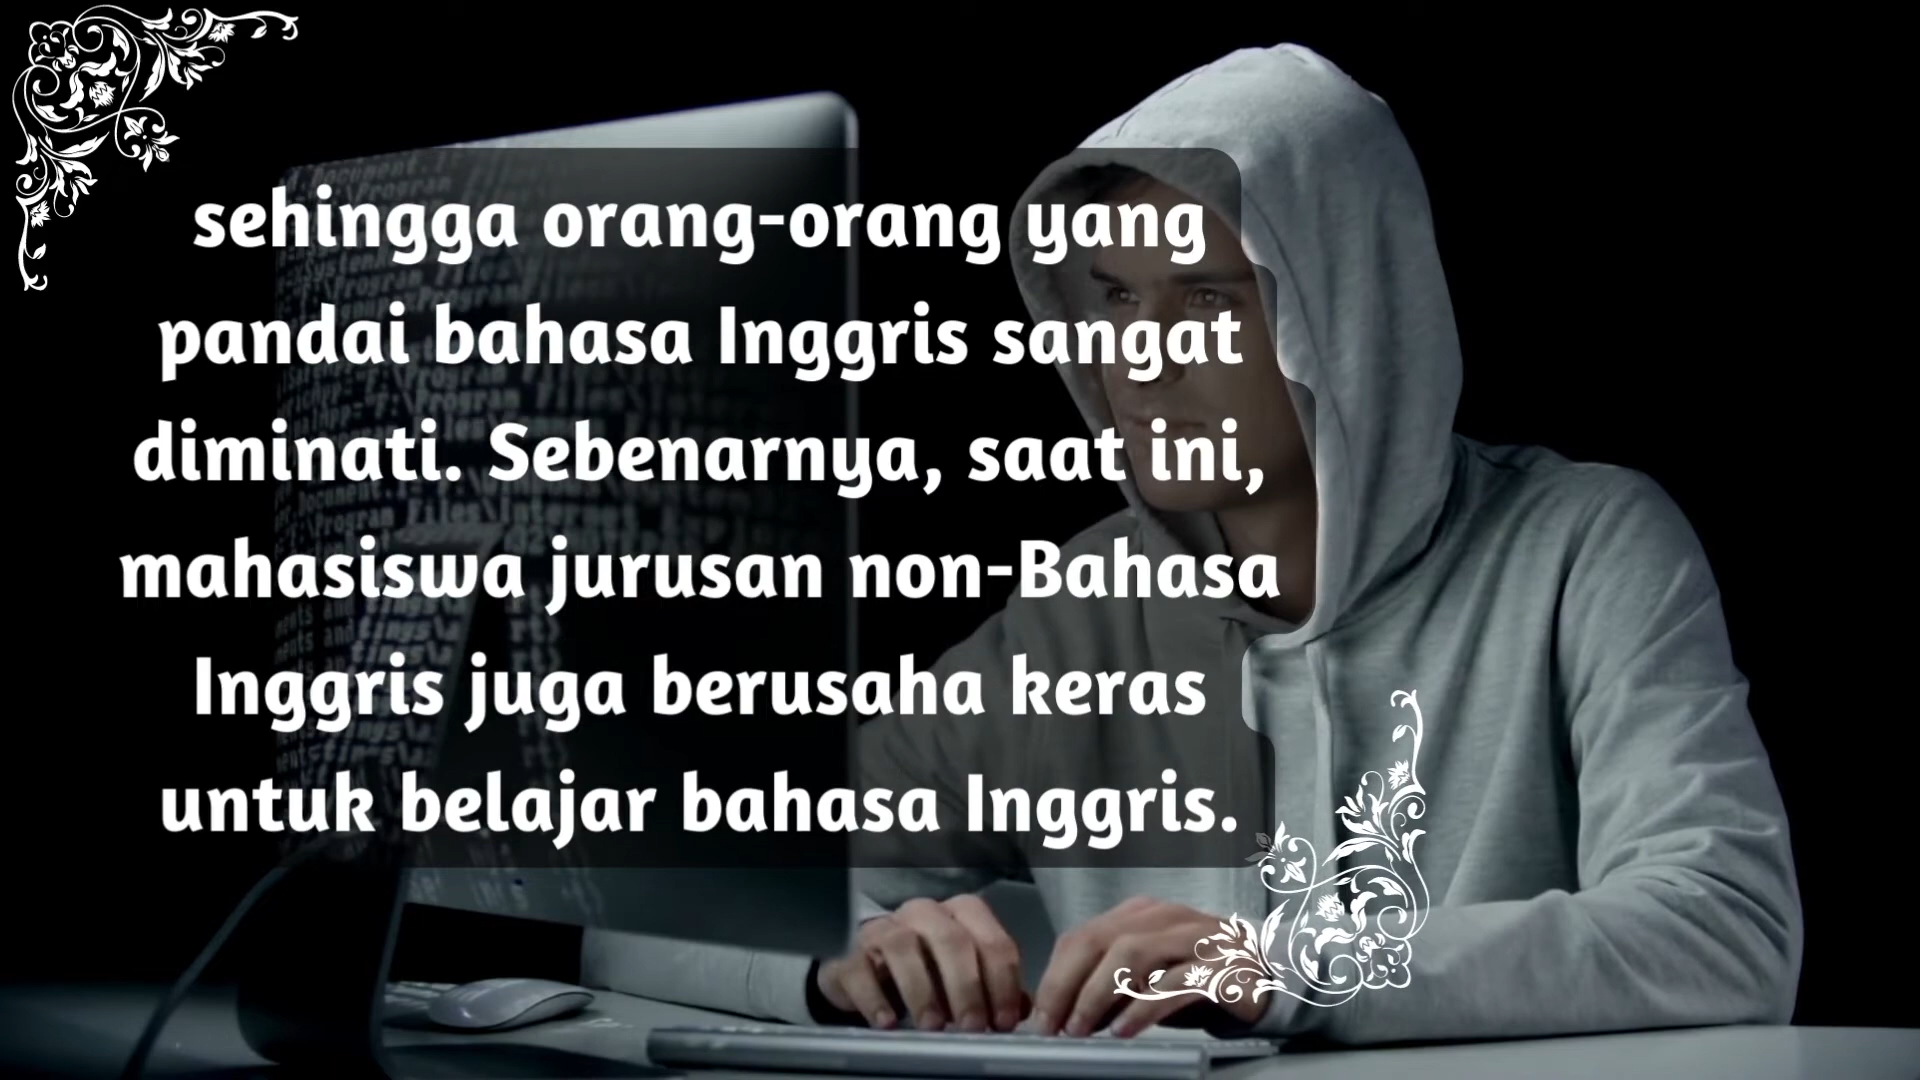 sehingga orang-orang yang
pandai bahasa Inggris sangat
diminati. Sebenarnya, saat ini,
mahasiswa jurusan non-Bahasa
Inggris juga berusaha keras
untuk belajar bahasa Inggris.